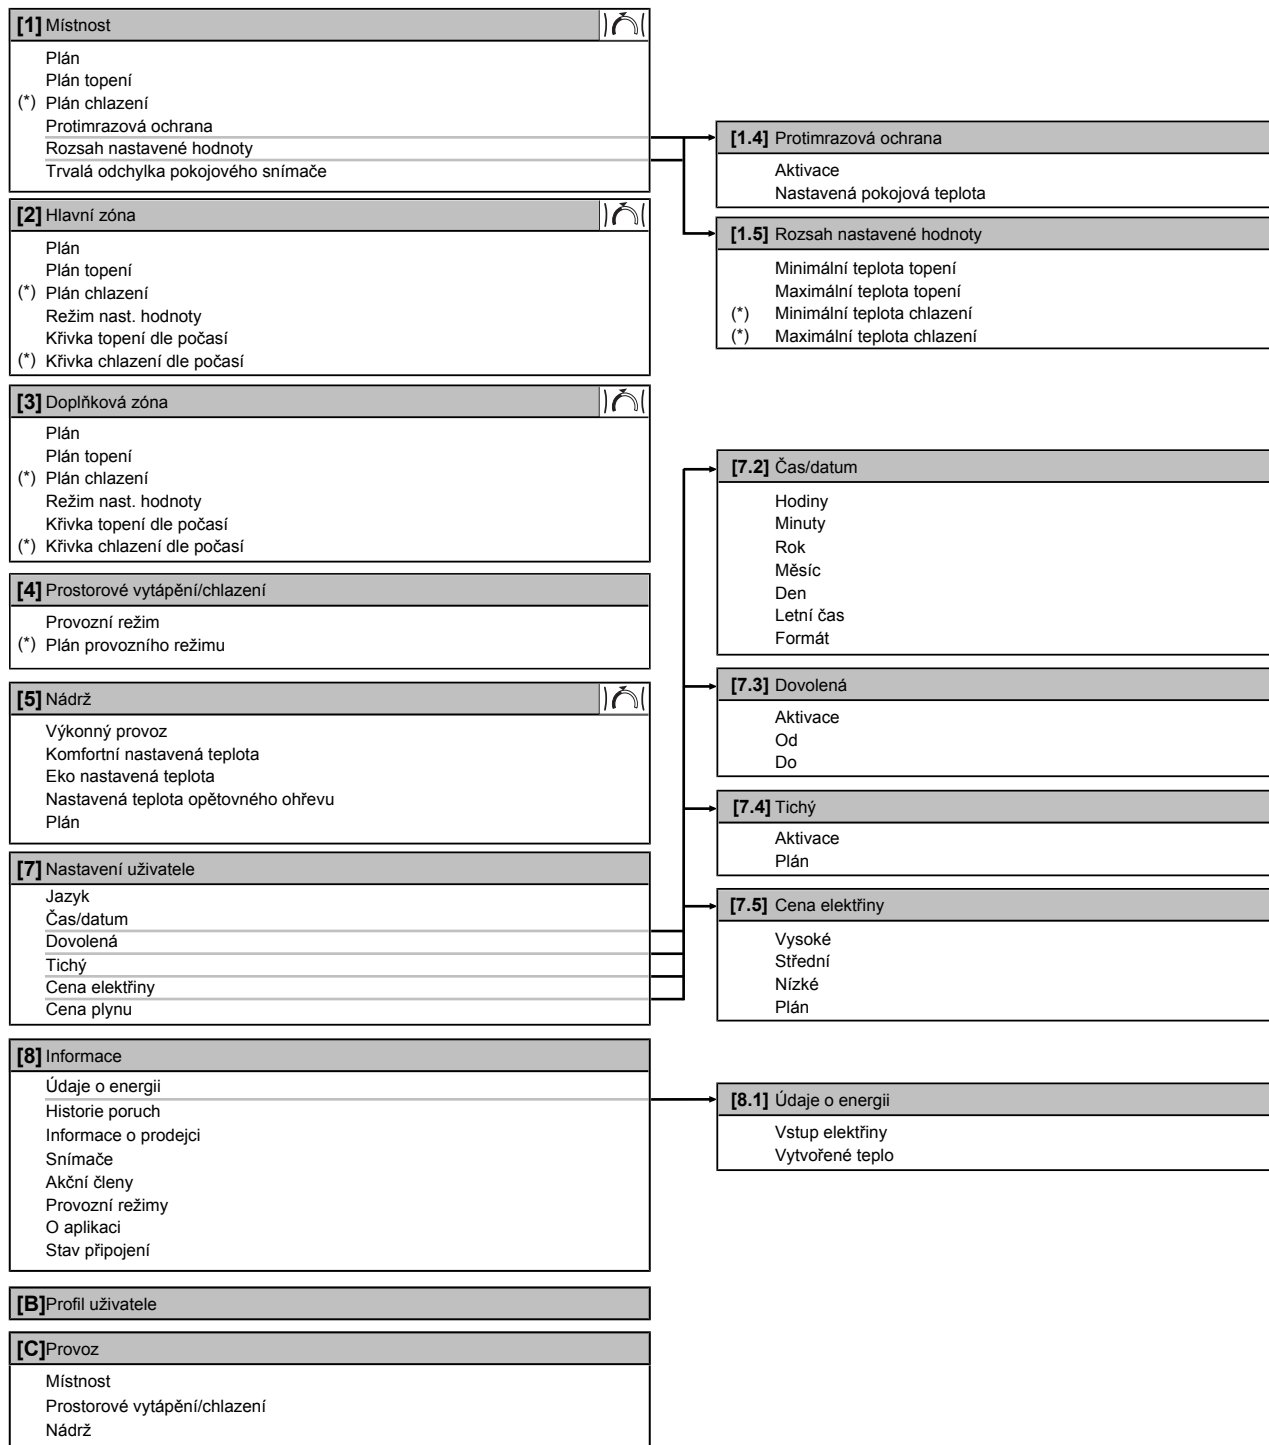 [1] Místnost
Plán
Plán topení
(*) Plán chlazení
Protimrazová ochrana
Rozsah nastavené hodnoty
Trvalá odchylka pokojového snímače
[1.4] Protimrazová ochrana
Aktivace
Nastavená pokojová teplota
[2] Hlavní zóna
Plán
Plán topení
(*) Plán chlazení
Režim nast. hodnoty
Křivka topení dle počasí
(*) Křivka chlazení dle počasí
[1.5] Rozsah nastavené hodnoty
Minimální teplota topení
Maximální teplota topení
(*) Minimální teplota chlazení
(*) Maximální teplota chlazení
[3] Doplňková zóna
Plán
Plán topení
(*) Plán chlazení
Režim nast. hodnoty
Křivka topení dle počasí
(*) Křivka chlazení dle počasí
[4] Prostorové vytápění/chlazení
Provozní režim
(*) Plán provozního režimu
[5] Nádrž
Výkonný provoz
Komfortní nastavená teplota
Eko nastavená teplota
Nastavená teplota opětovného ohřevu
Plán
[7] Nastavení uživatele
Jazyk
Čas/datum
Dovolená
Tichý
Cena elektřiny
Cena plynu
[7.2] Čas/datum
Hodiny
Minuty
Rok
Měsíc
Den
Letní čas
Formát
[7.3] Dovolená
Aktivace
Od
Do
[7.4] Tichý
Aktivace
Plán
[7.5] Cena elektřiny
Vysoké
Střední
Nízké
Plán
[8] Informace
Údaje o energii
Historie poruch
Informace o prodejci
Snímače
Akční členy
Provozní režimy
O aplikaci
Stav připojení
[8.1] Údaje o energii
Vstup elektřiny
Vytvořené teplo
[B] Profil uživatele
[C] Provoz
Místnost
Prostorové vytápění/chlazení
Nádrž